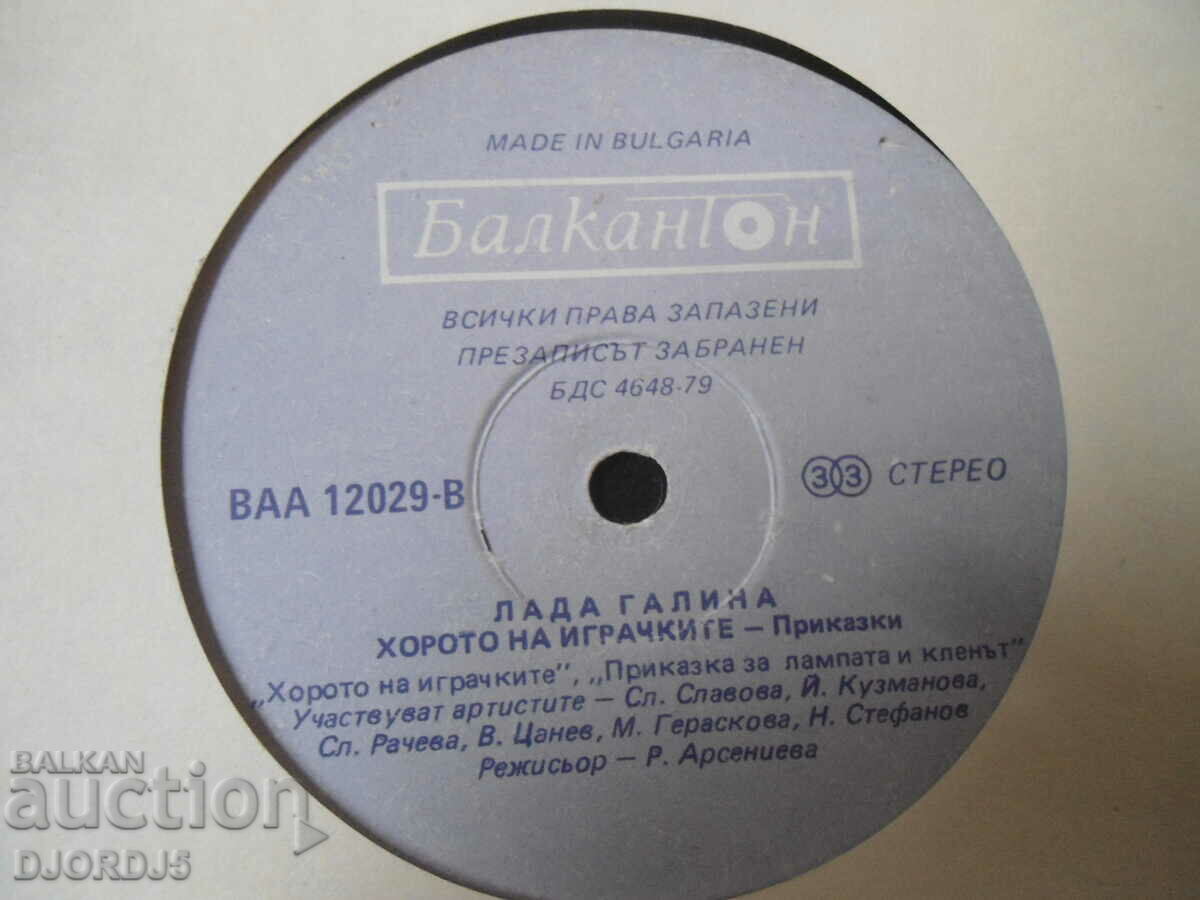 MADE IN BULGARIA
Балкантон
ВСИЧКИ ПРАВА ЗАПАЗЕНИ
ПРЕЗАПИСЪТ ЗАБРАНЕН
БДС 4648-79
ВАА 12029-В
33 СТЕРЕО
ЛАДА ГАЛИНА
ХОРОТО НА ИГРАЧКИТЕ — Приказки
„Хорото на играчките", „Приказка за лампата и кленът"
Участвуват артистите — Сл. Славова, Й. Кузманова,
Сл. Рачева, В. Цанев, М. Гераскова, Н. Стефанов
Режисьор — Р. Арсениева
BALKAN
auction
DJORDJ5